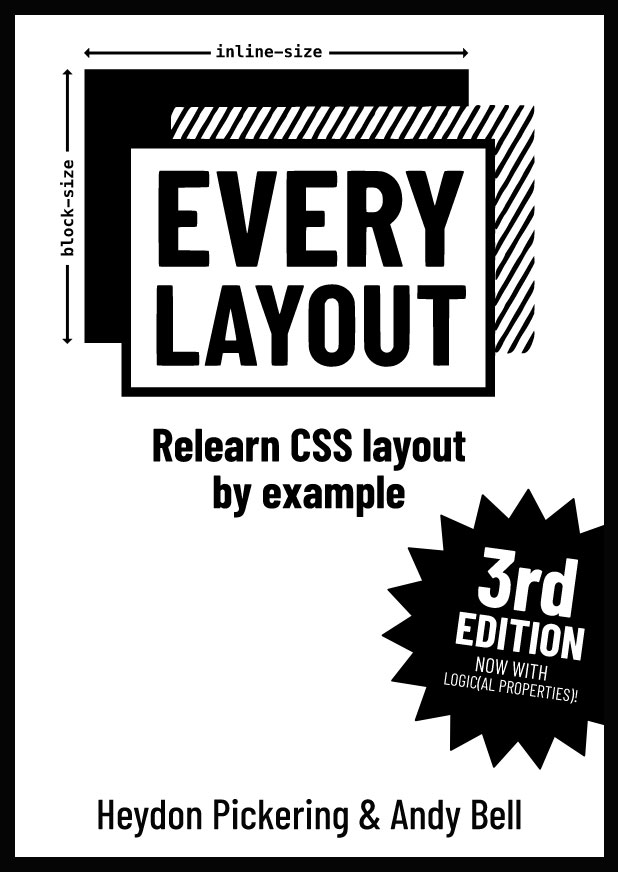 inline-size
block-size
EVERY
LAYOUT
Relearn CSS layout
by example
3rd
EDITION
NOW WITH
LOGIC(AL PROPERTIES)!
Heydon Pickering & Andy Bell